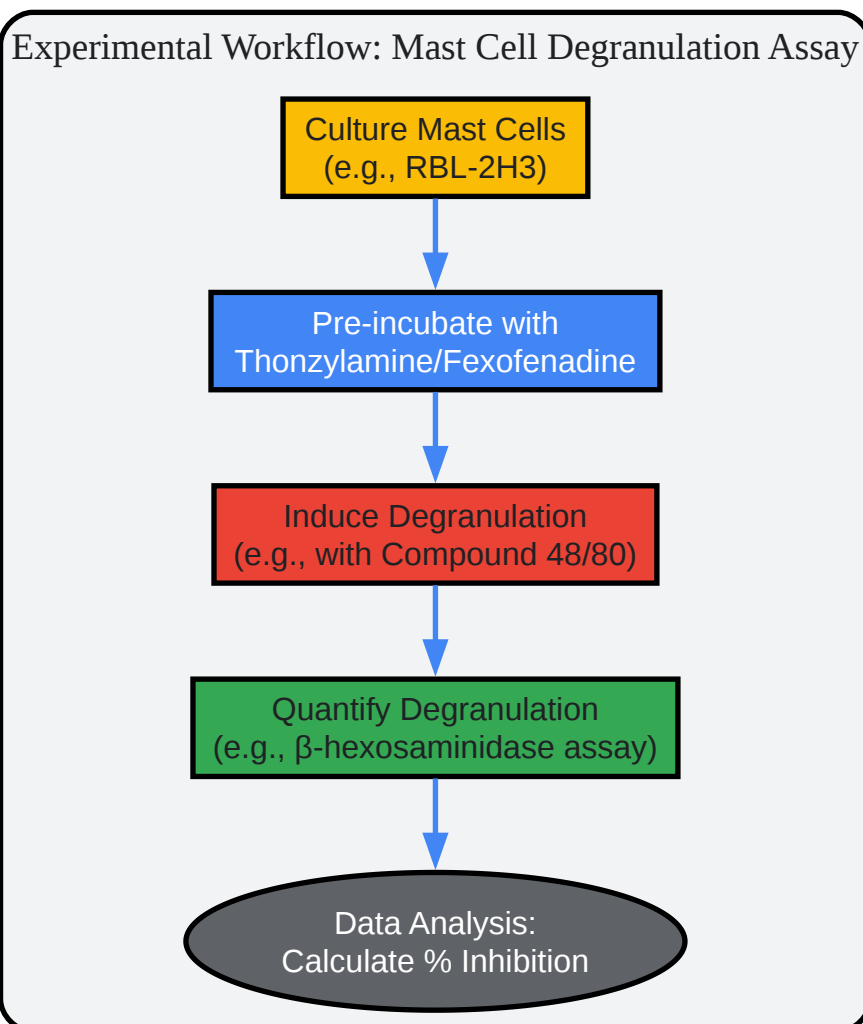 Experimental Workflow: Mast Cell Degranulation Assay
Culture Mast Cells
(e.g., RBL-2H3)
Pre-incubate with
Thonzylamine/Fexofenadine
Induce Degranulation
(e.g., with Compound 48/80)
Quantify Degranulation
(e.g., β-hexosaminidase assay)
Data Analysis:
Calculate % Inhibition